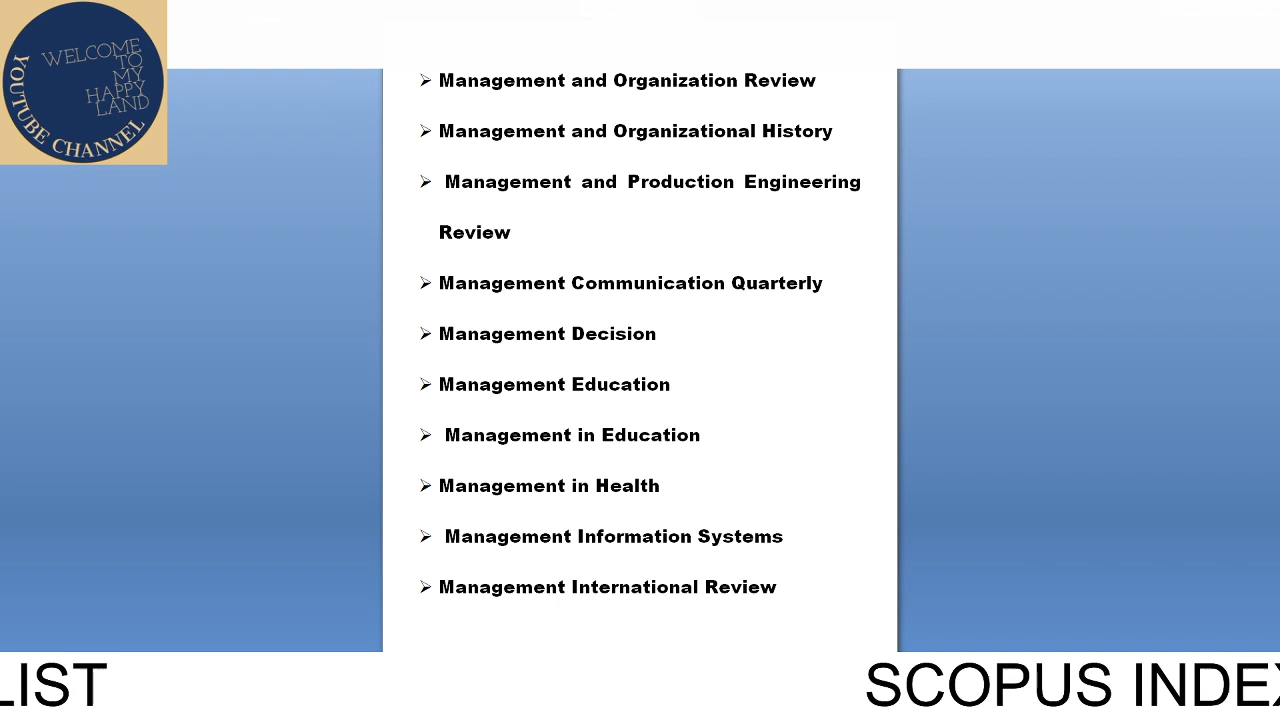 WELCOME
TO
MY
HAPPY
LAND
YOUTUBE CHANNEL
➢ Management and Organization Review
➢ Management and Organizational History
➢ Management and Production Engineering
Review
➢ Management Communication Quarterly
➢ Management Decision
➢ Management Education
➢ Management in Education
➢ Management in Health
➢ Management Information Systems
➢ Management International Review
LIST SCOPUS INDEX